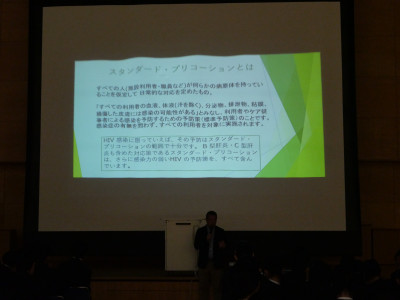 スタンダード・プリコーションとは
すべての人(施設利用者・職員など)が何らかの病原体を持ってい
ることを仮定して日常的な対応を定めたもの。
「すべての利用者の血液、体液(汗を除く)、分泌物、排泄物、粘膜、
損傷した皮膚には感染の可能性がある」とみなし、利用者やケア従
事者による感染を予防するための予防策(標準予防策)のことです。
感染症の有無を問わず、すべての利用者を対象に実施されます。
HIV感染に限っていえば、その予防はスタンダード・
プリコーションの範囲で十分です。B型肝炎・C型肝
炎も含めた対応策であるスタンダード・プリコーション
は、さらに感染力の弱いHIVの予防策を、すべて含ん
でいます。